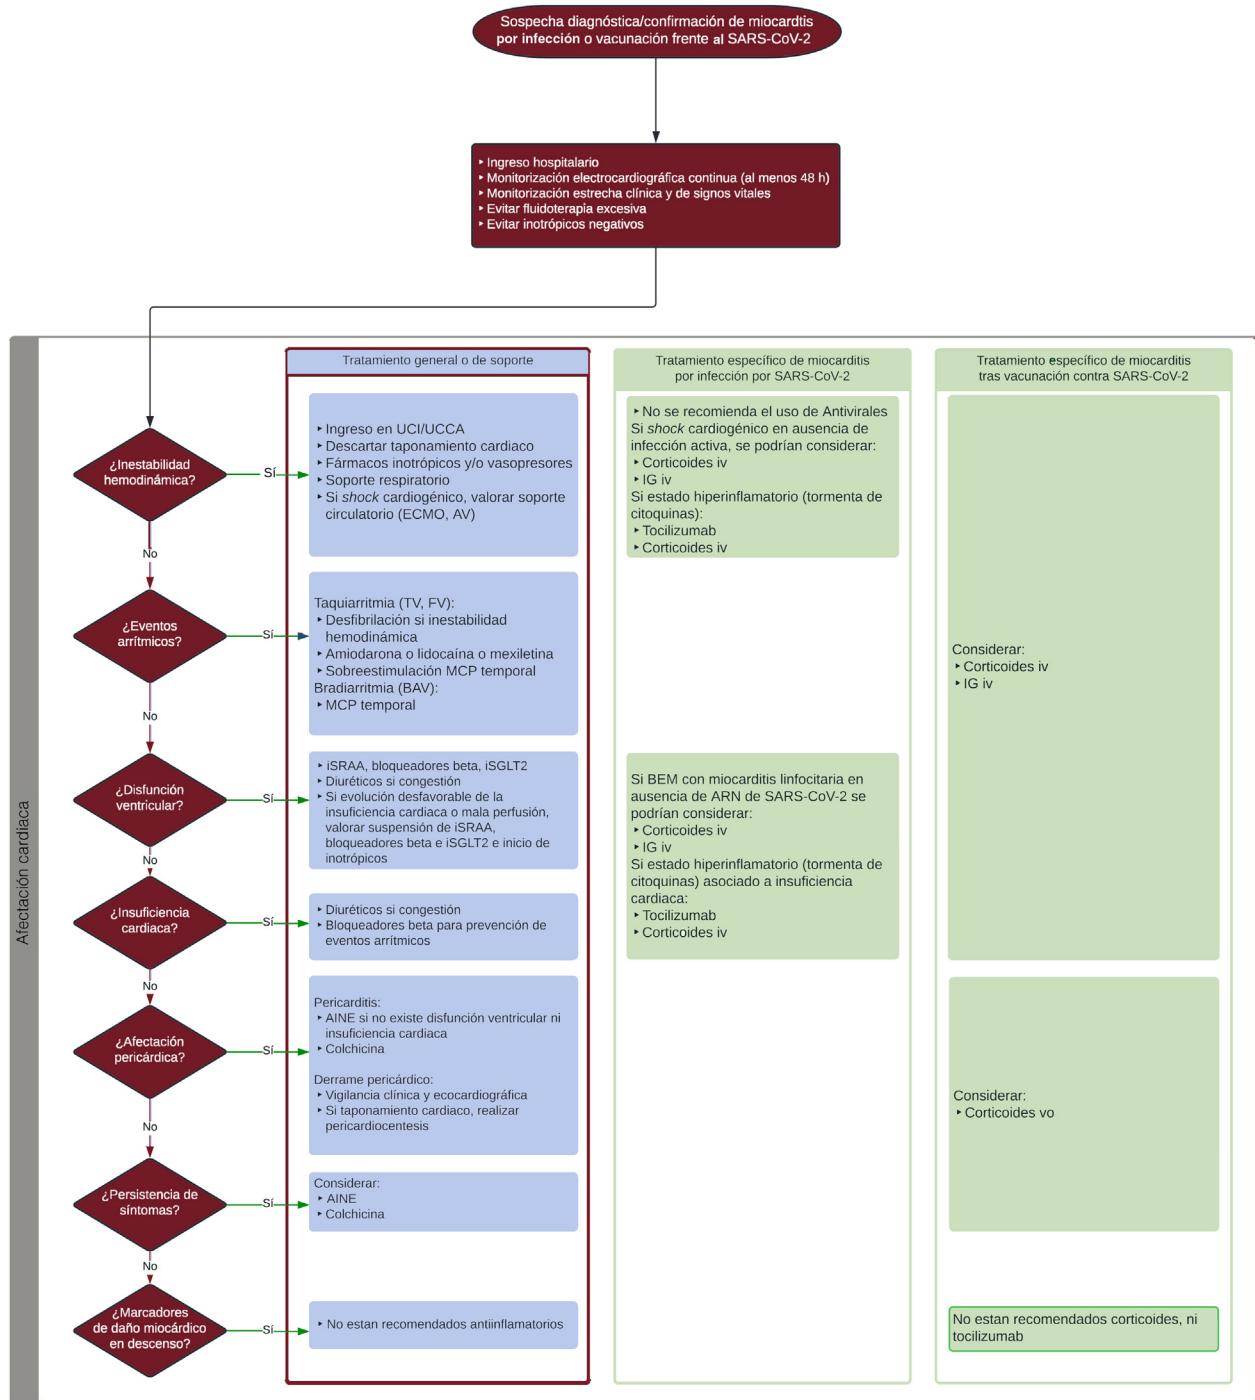 Sospecha diagnóstica/confirmación de miocardtis
por infección o vacunación frente al SARS-CoV-2
‣ Ingreso hospitalario
‣ Monitorización electrocardiográfica continua (al menos 48 h)
‣ Monitorización estrecha clínica y de signos vitales
‣ Evitar fluidoterapia excesiva
‣ Evitar inotrópicos negativos
Afectación cardiaca
Tratamiento general o de soporte
Tratamiento específico de miocarditis
por infección por SARS-CoV-2
Tratamiento específico de miocarditis
tras vacunación contra SARS-CoV-2
¿Inestabilidad
hemodinámica?
Sí
‣ Ingreso en UCI/UCCA
‣ Descartar taponamiento cardiaco
‣ Fármacos inotrópicos y/o vasopresores
‣ Soporte respiratorio
‣ Si shock cardiogénico, valorar soporte
circulatorio (ECMO, AV)
‣ No se recomienda el uso de Antivirales
Si shock cardiogénico en ausencia de
infección activa, se podrían considerar:
‣ Corticoides iv
‣ IG iv
Si estado hiperinflamatorio (tormenta de
citoquinas):
‣ Tocilizumab
‣ Corticoides iv
No
¿Eventos
arrítmicos?
Sí
Taquiarritmia (TV, FV):
‣ Desfibrilación si inestabilidad
hemodinámica
‣ Amiodarona o lidocaína o mexiletina
‣ Sobreestimulación MCP temporal
Bradiarritmia (BAV):
‣ MCP temporal
Considerar:
‣ Corticoides iv
‣ IG iv
No
¿Disfunción
ventricular?
Sí
‣ iSRAA, bloqueadores beta, iSGLT2
‣ Diuréticos si congestión
‣ Si evolución desfavorable de la
insuficiencia cardiaca o mala perfusión,
valorar suspensión de iSRAA,
bloqueadores beta e iSGLT2 e inicio de
inotrópicos
Si BEM con miocarditis linfocitaria en
ausencia de ARN de SARS-CoV-2 se
podrían considerar:
‣ Corticoides iv
‣ IG iv
Si estado hiperinflamatorio (tormenta de
citoquinas) asociado a insuficiencia
cardiaca:
‣ Tocilizumab
‣ Corticoides iv
No
¿Insuficiencia
cardiaca?
Sí
‣ Diuréticos si congestión
‣ Bloqueadores beta para prevención de
eventos arrítmicos
No
¿Afectación
pericárdica?
Sí
Pericarditis:
‣ AINE si no existe disfunción ventricular ni
insuficiencia cardiaca
‣ Colchicina
Derrame pericárdico:
‣ Vigilancia clínica y ecocardiográfica
‣ Si taponamiento cardiaco, realizar
pericardiocentesis
Considerar:
‣ Corticoides vo
No
¿Persistencia de
síntomas?
Sí
Considerar:
‣ AINE
‣ Colchicina
No
¿Marcadores
de daño miocárdico
en descenso?
Sí
‣ No estan recomendados antiinflamatorios
No estan recomendados corticoides, ni
tocilizumab